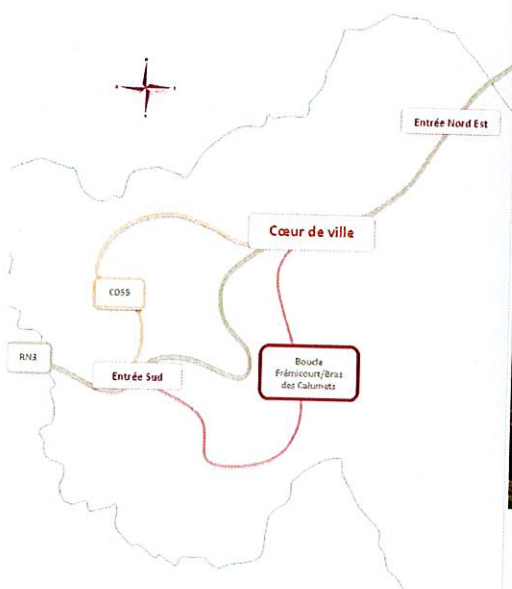 Entrée Nord Est
Cœur de ville
CD55
RN3
Entrée Sud
Boucle
Frémicourt/Bras
des Calumets